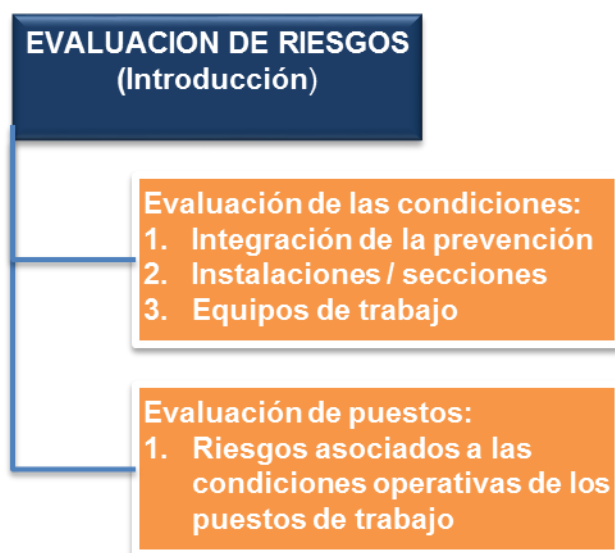 EVALUACION DE RIESGOS
(Introducción)
Evaluación de las condiciones:
1. Integración de la prevención
2. Instalaciones / secciones
3. Equipos de trabajo
Evaluación de puestos:
1. Riesgos asociados a las
condiciones operativas de los
puestos de trabajo